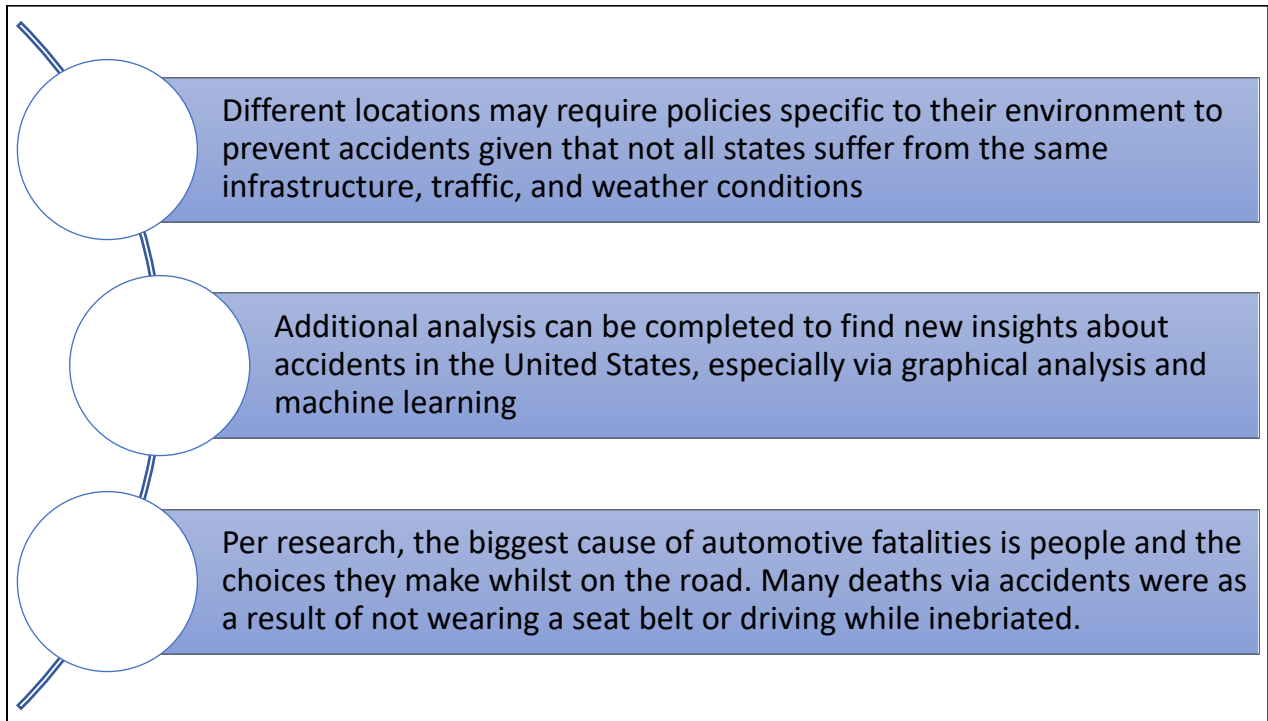 Different locations may require policies specific to their environment to
prevent accidents given that not all states suffer from the same
infrastructure, traffic, and weather conditions
Additional analysis can be completed to find new insights about
accidents in the United States, especially via graphical analysis and
machine learning
Per research, the biggest cause of automotive fatalities is people and the
choices they make whilst on the road. Many deaths via accidents were as
a result of not wearing a seat belt or driving while inebriated.